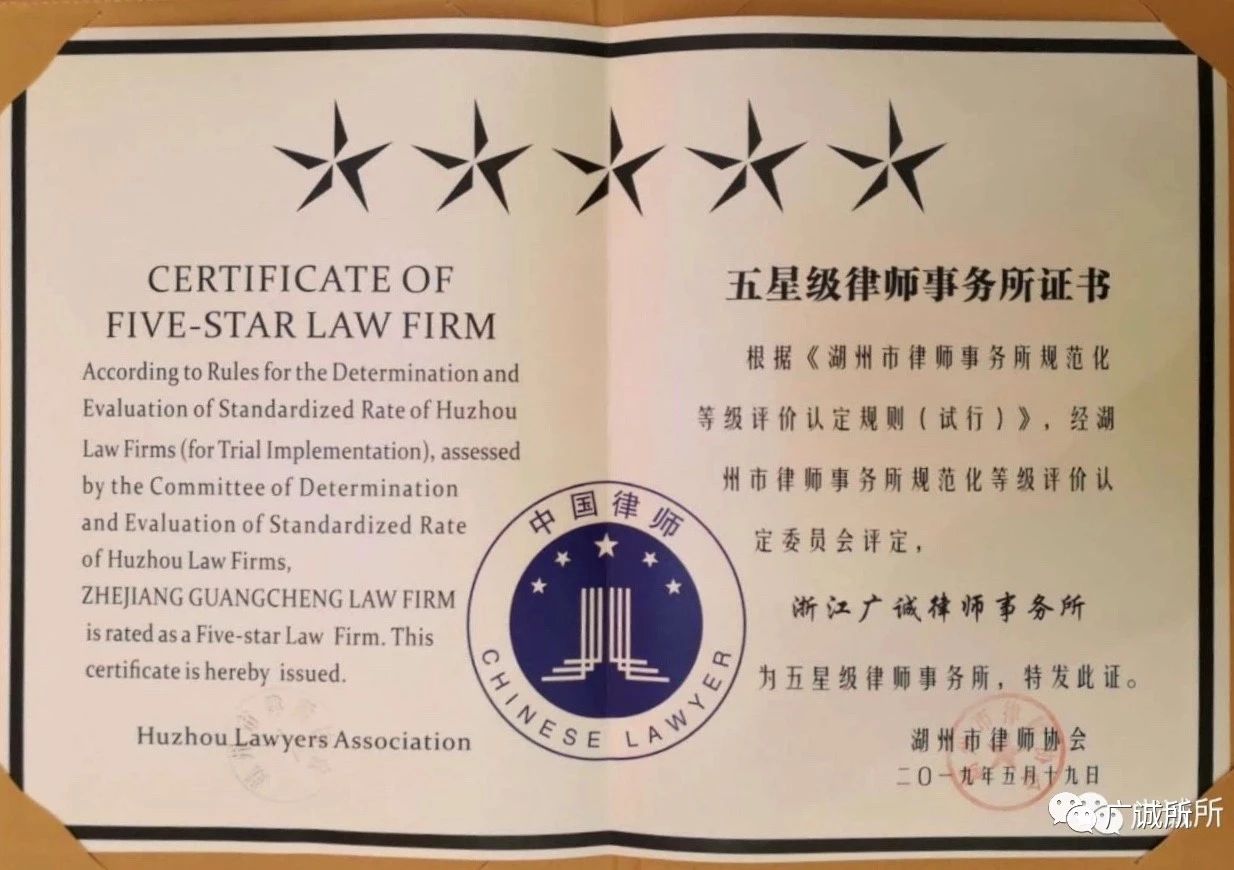 CERTIFICATE OF
FIVE-STAR LAW FIRM
According to Rules for the Determination and
Evaluation of Standardized Rate of Huzhou
Law Firms (for Trial Implementation), assessed
by the Committee of Determination
and Evaluation of Standardized Rate
of Huzhou Law Firms,
ZHEJIANG GUANGCHENG LAW FIRM
is rated as a Five-star Law Firm. This
certificate is hereby issued.
Huzhou Lawyers Association
中国律师
CHINESE LAWYER
五星级律师事务所证书
根据《湖州市律师事务所规范化
等级评价认定规则（试行）》，经湖
州市律师事务所规范化等级评价认
定委员会评定，
浙江广诚律师事务所
为五星级律师事务所，特发此证。
湖州市律师协会
二〇一九年五月十九日